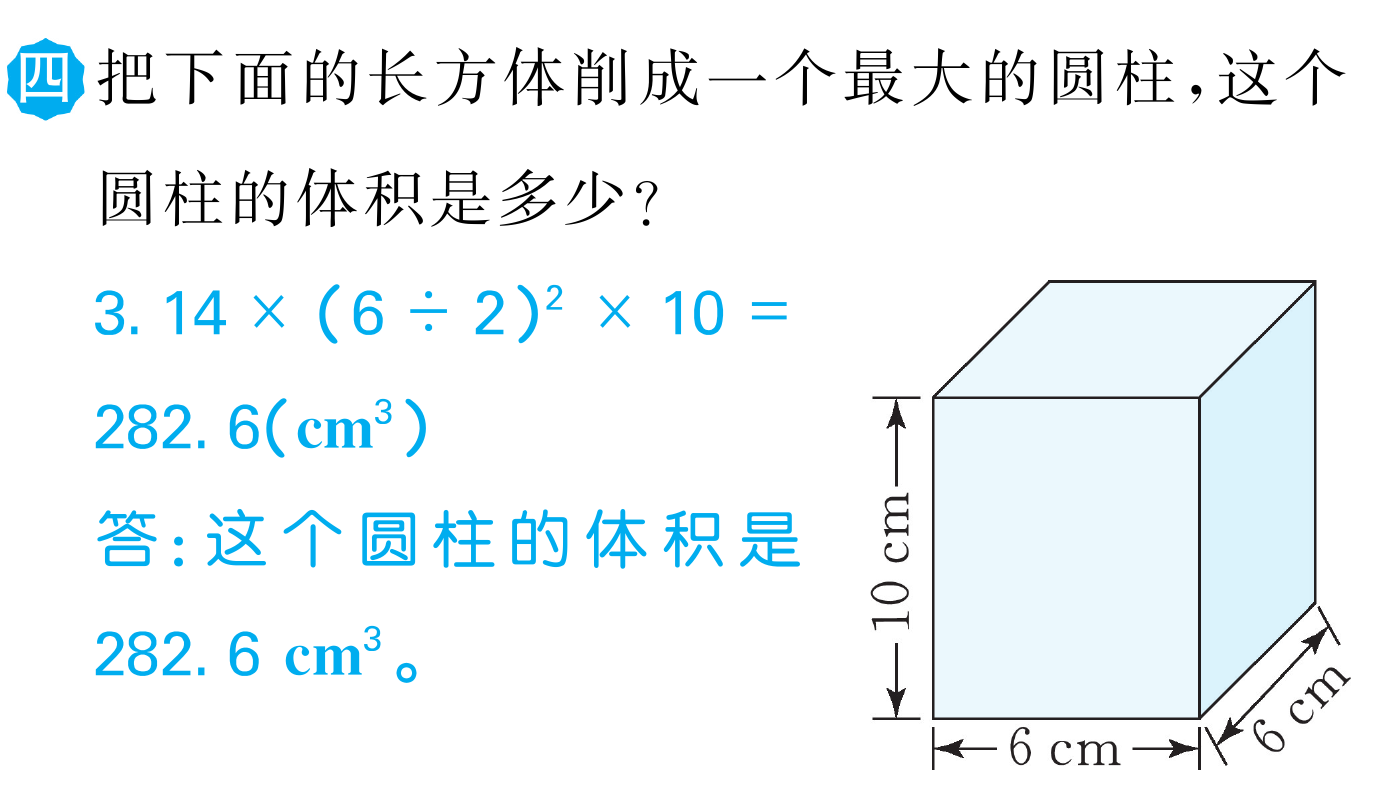 四 把下面的长方体削成一个最大的圆柱,这个
圆柱的体积是多少?
3. 14 × (6 ÷ 2)² × 10 =
282. 6(cm³)
答:这个圆柱的体积是
282. 6 cm³。
10 cm
6 cm
6 cm